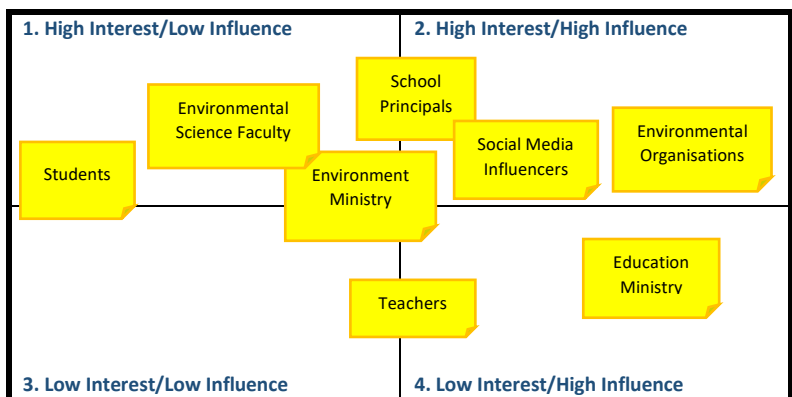 1. High Interest/Low Influence
2. High Interest/High Influence
School
Principals
Environmental
Science Faculty
Social Media
Influencers
Environmental
Organisations
Students
Environment
Ministry
Education
Ministry
Teachers
3. Low Interest/Low Influence
4. Low Interest/High Influence